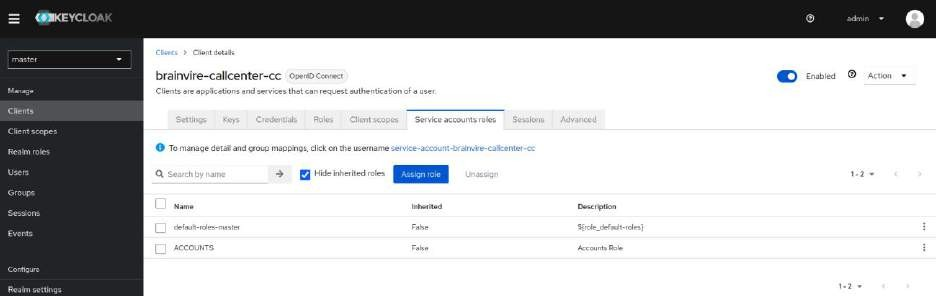 KEYCLOAK
admin
master
Manage
Clients
Client scopes
Realm roles
Users
Groups
Sessions
Events
Configure
Realm settings
Clients > Client details
brainvire-callcenter-cc OpenID Connect
Enabled
Action
Clients are applications and services that can request authentication of a user.
Settings Keys Credentials Roles Client scopes Service accounts roles Sessions Advanced
To manage detail and group mappings, click on the username service-account-brainvire-callcenter-cc
Search by name
Hide inherited roles
Assign role
Unassign
1 - 2
Name Inherited Description
default-roles-master False ${role_default-roles}
ACCOUNTS False Accounts Role
1 - 2